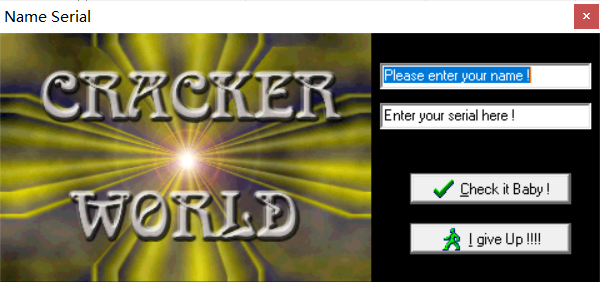 Name Serial
CRACKER
WORLD
Please enter your name !
Enter your serial here !
Check it Baby !
I give Up !!!!